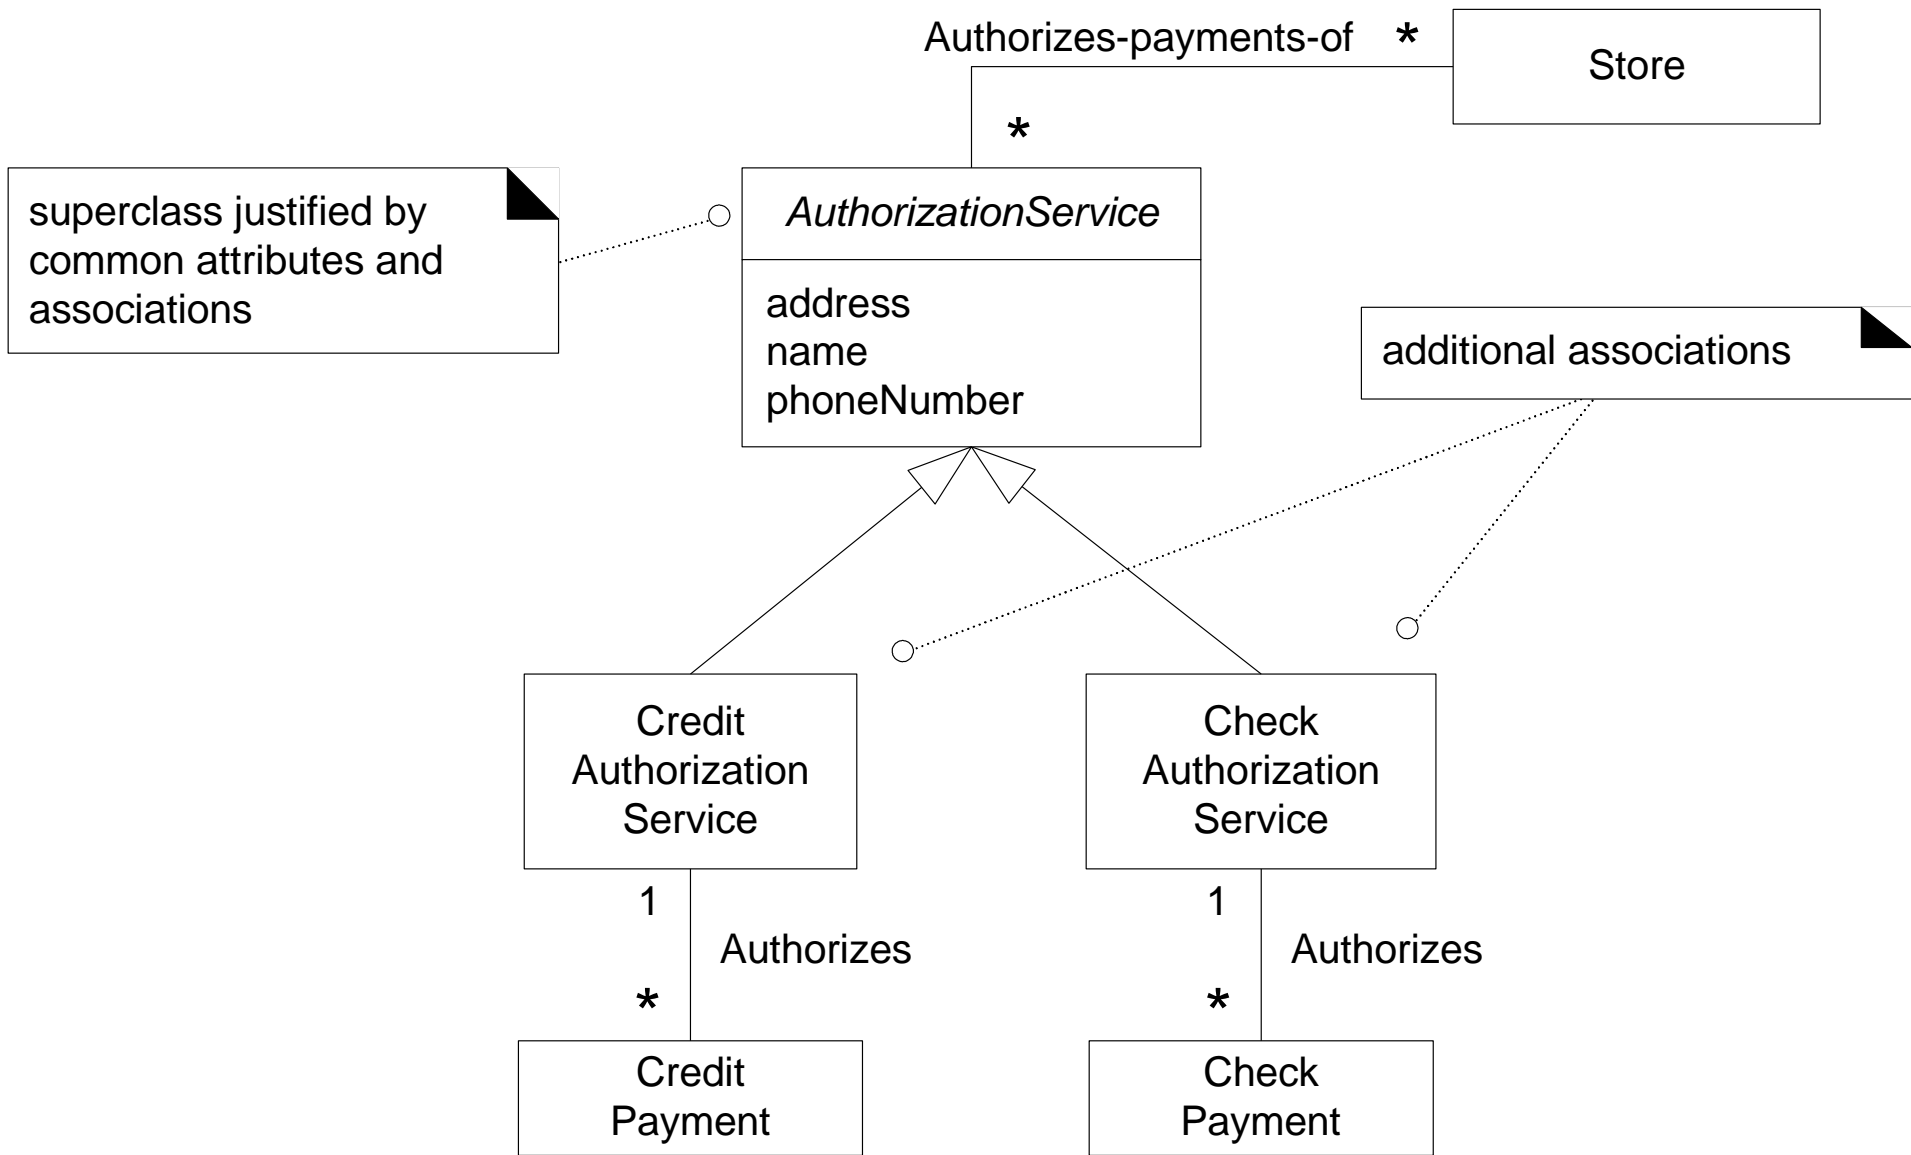 Authorizes-payments-of *
Store
*
superclass justified by
common attributes and
associations
AuthorizationService
address
name
phoneNumber
additional associations
Credit
Authorization
Service
Check
Authorization
Service
1
Authorizes
*
1
Authorizes
*
Credit
Payment
Check
Payment